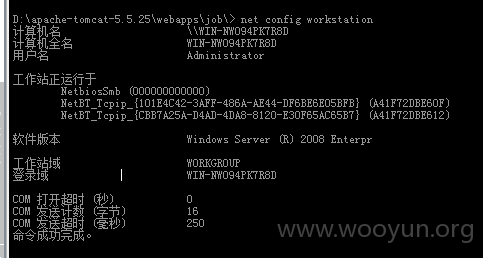 D:\apache-tomcat-5.5.25\webapps\job\> net config workstation
计算机名 \\WIN-NWO94PK7R8D
计算机全名 WIN-NWO94PK7R8D
用户名 Administrator
工作站正运行于
NetbiosSmb (000000000000)
NetBT_Tcpip_{101E4C42-3AFF-486A-AE44-DF6BE6E05BFB} (A41F72DBE60F)
NetBT_Tcpip_{CBB7A25A-D4AD-4DA8-8120-E30F65AC65B7} (A41F72DBE612)
软件版本 Windows Server (R) 2008 Enterpr
工作站域 WORKGROUP
登录域 WIN-NWO94PK7R8D
COM 打开超时 (秒) 0
COM 发送计数 (字节) 16
COM 发送超时 (毫秒) 250
命令成功完成。
www.wooyun.org